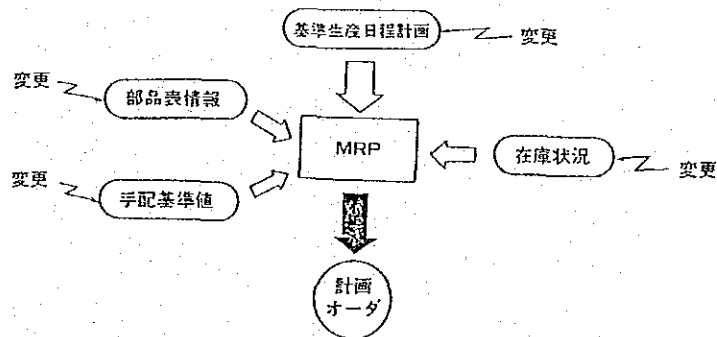 基準生産日程計画
変更
変更
部品表情報
MRP
在庫状況
変更
変更
手配基準値
計画
オーダ